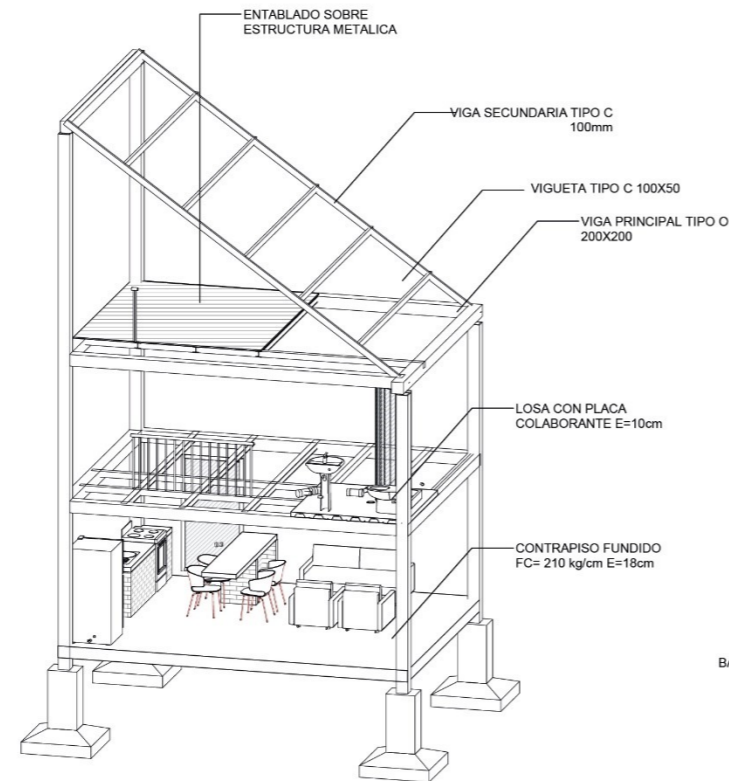 ENTABLADO SOBRE
ESTRUCTURA METALICA
VIGA SECUNDARIA TIPO C
100mm
VIGUETA TIPO C 100X50
VIGA PRINCIPAL TIPO O
200X200
LOSA CON PLACA
COLABORANTE E=10cm
CONTRAPISO FUNDIDO
FC= 210 kg/cm E=18cm